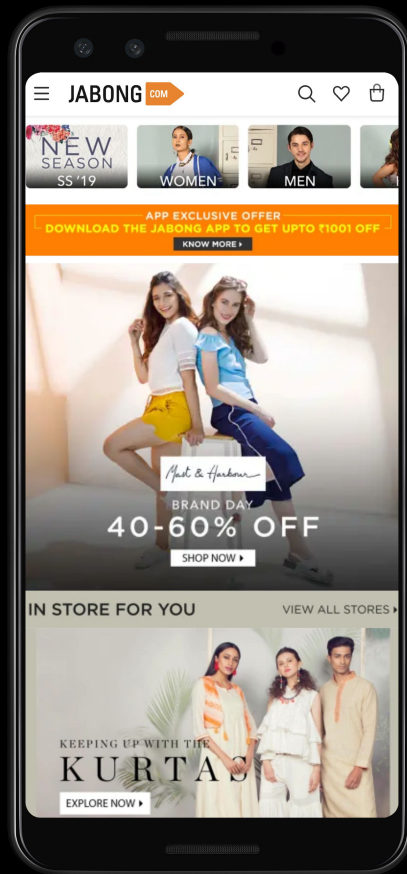 JABONG COM
NEW
SEASON
SS '19
WOMEN
MEN
APP EXCLUSIVE OFFER
DOWNLOAD THE JABONG APP TO GET UPTO ₹1001 OFF
KNOW MORE
Mast & Harbour
BRAND DAY
40-60% OFF
SHOP NOW
IN STORE FOR YOU
VIEW ALL STORES
KEEPING UP WITH THE
KURTAS
EXPLORE NOW